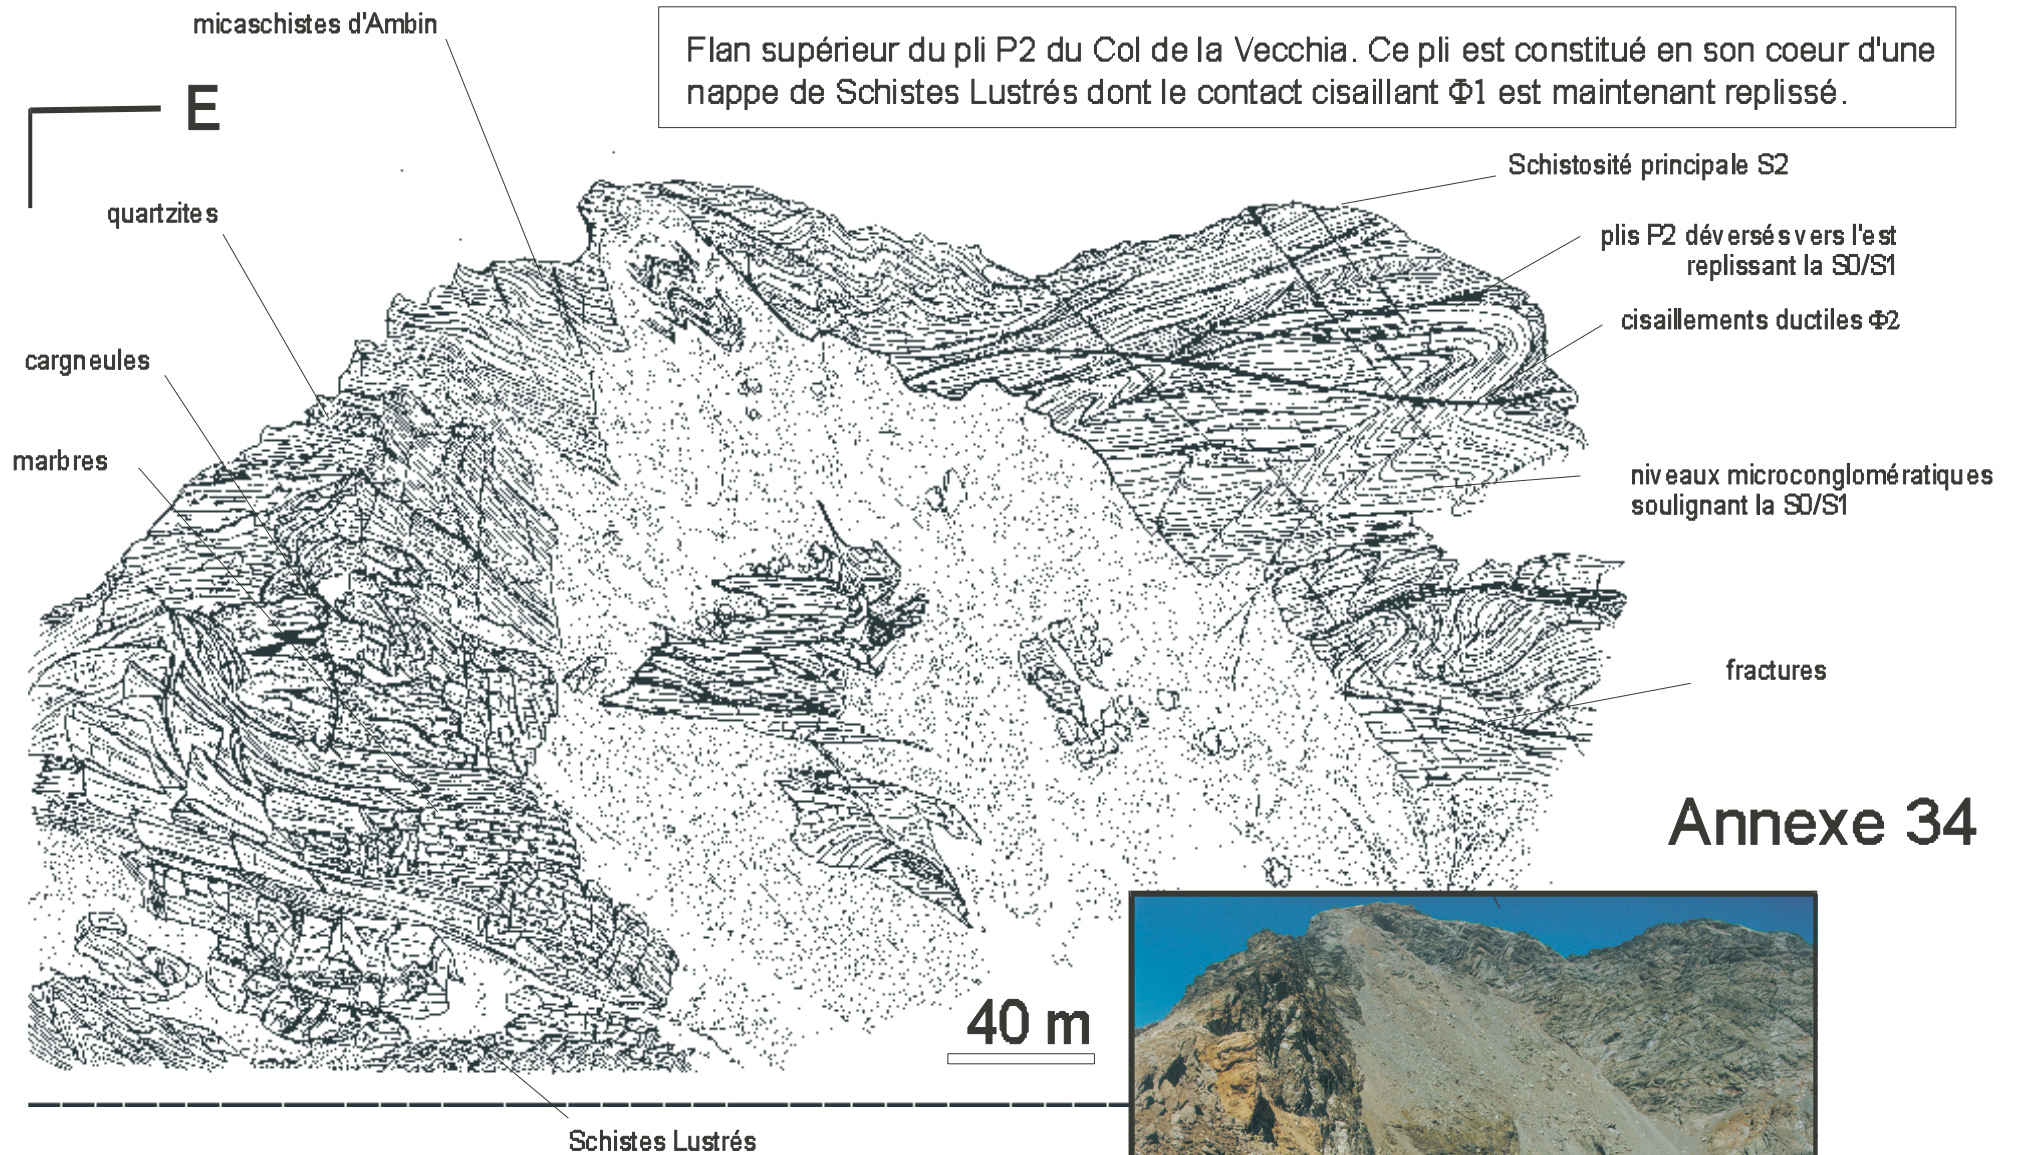 micaschistes d'Ambin
Flan supérieur du pli P2 du Col de la Vecchia. Ce pli est constitué en son coeur d'une
nappe de Schistes Lustrés dont le contact cisaillant Φ1 est maintenant replissé.
E
Schistosité principale S2
quartzites
plis P2 déversés vers l'est
replissant la S0/S1
cisaillements ductiles Φ2
cargneules
marbres
niveaux microconglomératiques
soulignant la S0/S1
fractures
Annexe 34
40 m
Schistes Lustrés